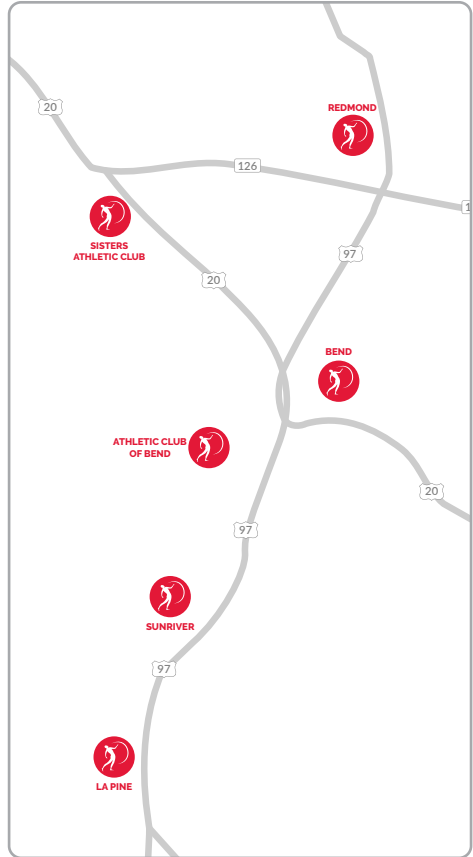 20
REDMOND
126
1
SISTERS
ATHLETIC CLUB
97
20
BEND
ATHLETIC CLUB
OF BEND
20
97
SUNRIVER
97
LA PINE